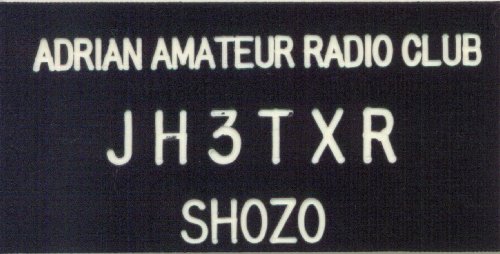 ADRIAN AMATEUR RADIO CLUB
JH3TXR
SHOZO